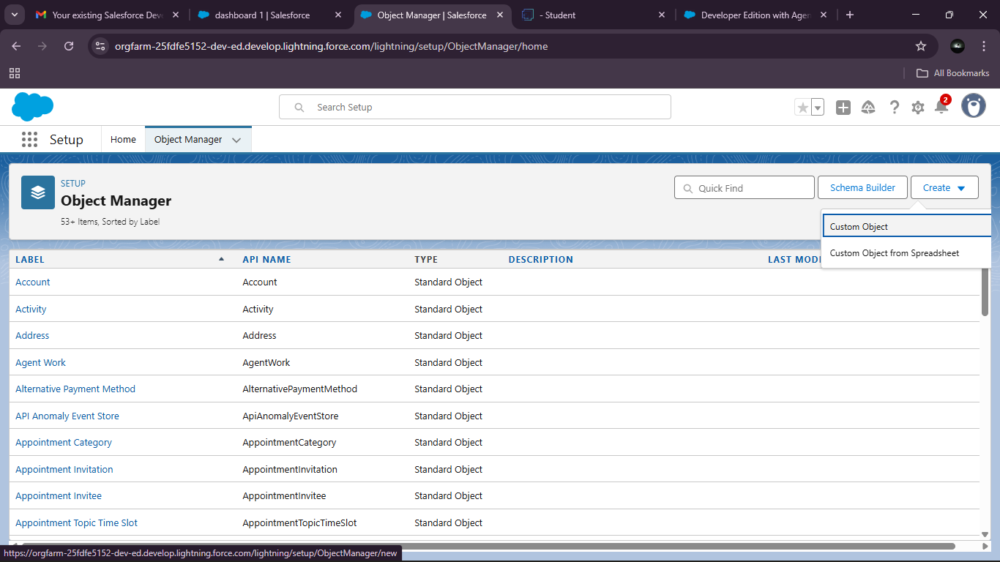 Your existing Salesforce Dev
dashboard 1 | Salesforce
Object Manager | Salesforce
- Student
Developer Edition with Agen
orgfarm-25fdfe5152-dev-ed.develop.lightning.force.com/lightning/setup/ObjectManager/home
All Bookmarks
Search Setup
2
Setup
Home
Object Manager
SETUP
Object Manager
53+ Items, Sorted by Label
Quick Find
Schema Builder
Create
Custom Object
Custom Object from Spreadsheet
LABEL API NAME TYPE DESCRIPTION LAST MODI
Account Account Standard Object
Activity Activity Standard Object
Address Address Standard Object
Agent Work AgentWork Standard Object
Alternative Payment Method AlternativePaymentMethod Standard Object
API Anomaly Event Store ApiAnomalyEventStore Standard Object
Appointment Category AppointmentCategory Standard Object
Appointment Invitation AppointmentInvitation Standard Object
Appointment Invitee AppointmentInvitee Standard Object
Appointment Topic Time Slot AppointmentTopicTimeSlot Standard Object
https://orgfarm-25fdfe5152-dev-ed.develop.lightning.force.com/lightning/setup/ObjectManager/new